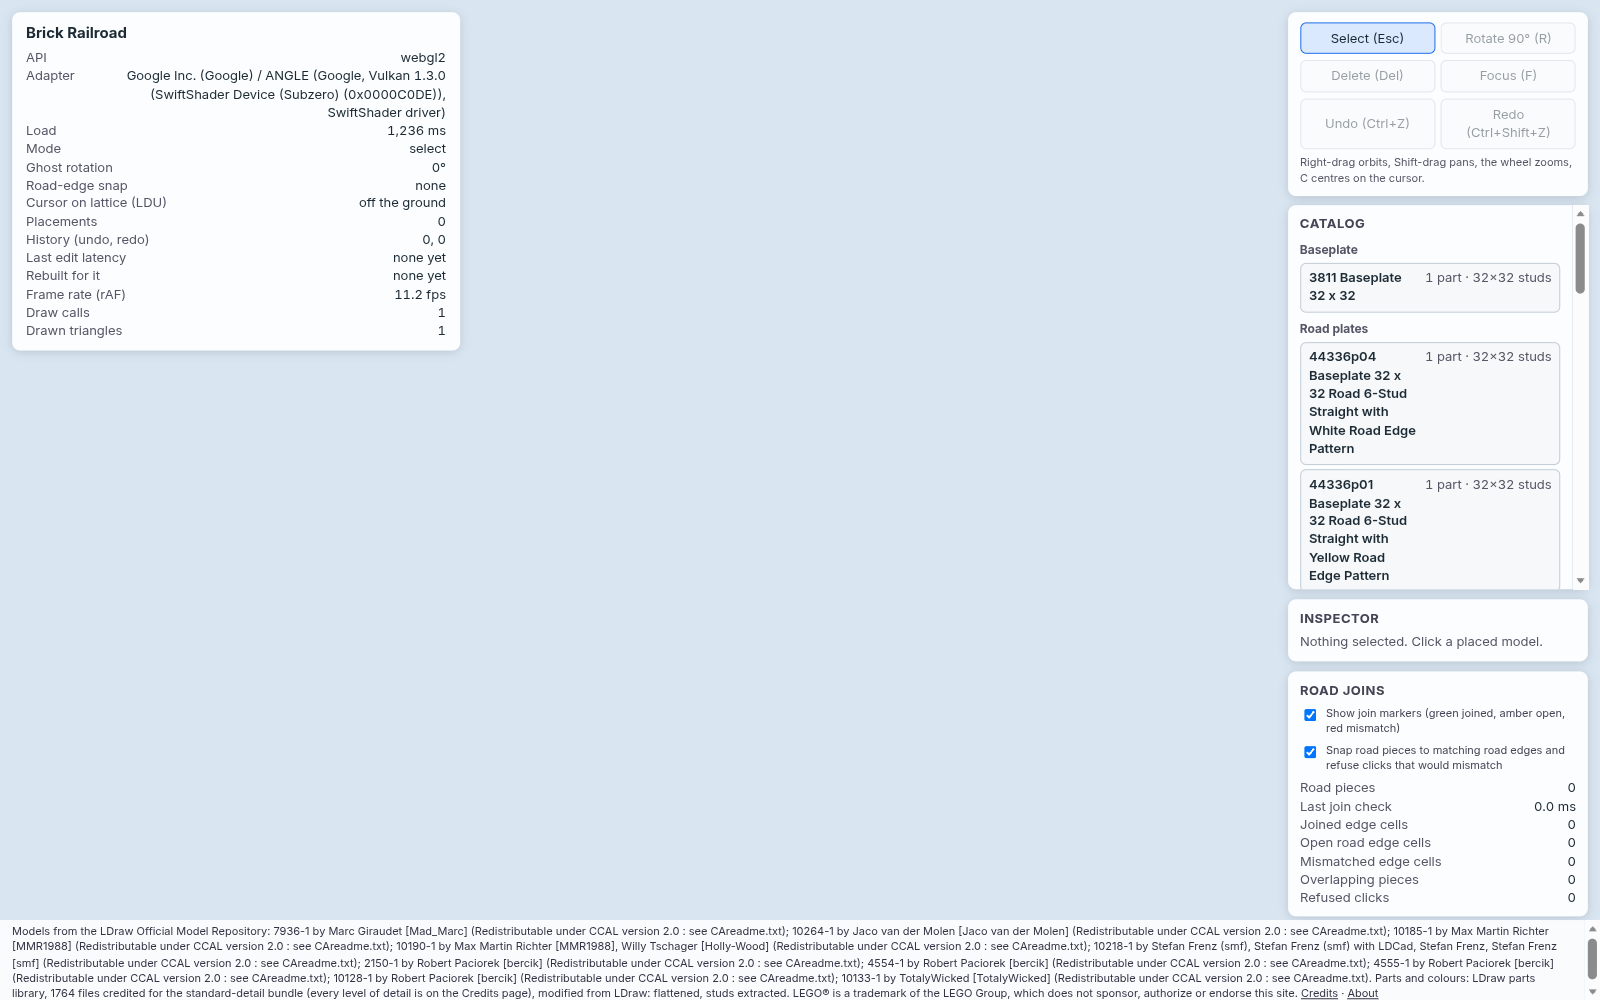 Brick Railroad
API webgl2
Adapter Google Inc. (Google) / ANGLE (Google, Vulkan 1.3.0
(SwiftShader Device (Subzero) (0x0000C0DE)),
SwiftShader driver)
Load 1,236 ms
Mode select
Ghost rotation 0°
Road-edge snap none
Cursor on lattice (LDU) off the ground
Placements 0
History (undo, redo) 0, 0
Last edit latency none yet
Rebuilt for it none yet
Frame rate (rAF) 11.2 fps
Draw calls 1
Drawn triangles 1
Select (Esc) Rotate 90° (R)
Delete (Del) Focus (F)
Undo (Ctrl+Z) Redo
(Ctrl+Shift+Z)
Right-drag orbits, Shift-drag pans, the wheel zooms,
C centres on the cursor.
CATALOG
Baseplate
3811 Baseplate 1 part · 32×32 studs
32 x 32
Road plates
44336p04 1 part · 32×32 studs
Baseplate 32 x
32 Road 6-Stud
Straight with
White Road Edge
Pattern
44336p01 1 part · 32×32 studs
Baseplate 32 x
32 Road 6-Stud
Straight with
Yellow Road
Edge Pattern
INSPECTOR
Nothing selected. Click a placed model.
ROAD JOINS
Show join markers (green joined, amber open,
red mismatch)
Snap road pieces to matching road edges and
refuse clicks that would mismatch
Road pieces 0
Last join check 0.0 ms
Joined edge cells 0
Open road edge cells 0
Mismatched edge cells 0
Overlapping pieces 0
Refused clicks 0
Models from the LDraw Official Model Repository: 7936-1 by Marc Giraudet [Mad_Marc] (Redistributable under CCAL version 2.0 : see CAreadme.txt); 10264-1 by Jaco van der Molen [Jaco van der Molen] (Redistributable under CCAL version 2.0 : see CAreadme.txt); 10185-1 by Max Martin Richter
[MMR1988] (Redistributable under CCAL version 2.0 : see CAreadme.txt); 10190-1 by Max Martin Richter [MMR1988], Willy Tschager [Holly-Wood] (Redistributable under CCAL version 2.0 : see CAreadme.txt); 10218-1 by Stefan Frenz (smf), Stefan Frenz (smf) with LDCad, Stefan Frenz, Stefan Frenz
[smf] (Redistributable under CCAL version 2.0 : see CAreadme.txt); 2150-1 by Robert Paciorek [bercik] (Redistributable under CCAL version 2.0 : see CAreadme.txt); 4554-1 by Robert Paciorek [bercik] (Redistributable under CCAL version 2.0 : see CAreadme.txt); 4555-1 by Robert Paciorek [bercik]
(Redistributable under CCAL version 2.0 : see CAreadme.txt); 10128-1 by Robert Paciorek [bercik] (Redistributable under CCAL version 2.0 : see CAreadme.txt); 10133-1 by TotalyWicked [TotalyWicked] (Redistributable under CCAL version 2.0 : see CAreadme.txt). Parts and colours: LDraw parts
library, 1764 files credited for the standard-detail bundle (every level of detail is on the Credits page), modified from LDraw: flattened, studs extracted. LEGO® is a trademark of the LEGO Group, which does not sponsor, authorize or endorse this site. Credits · About